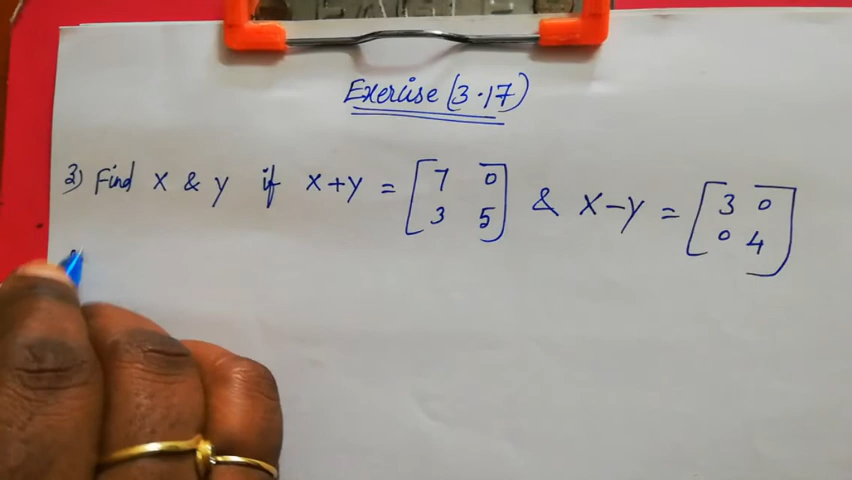 Exercise (3.17)
3) Find x & y if x+y = [7 0 3 5] & x-y = [3 0 0 4]